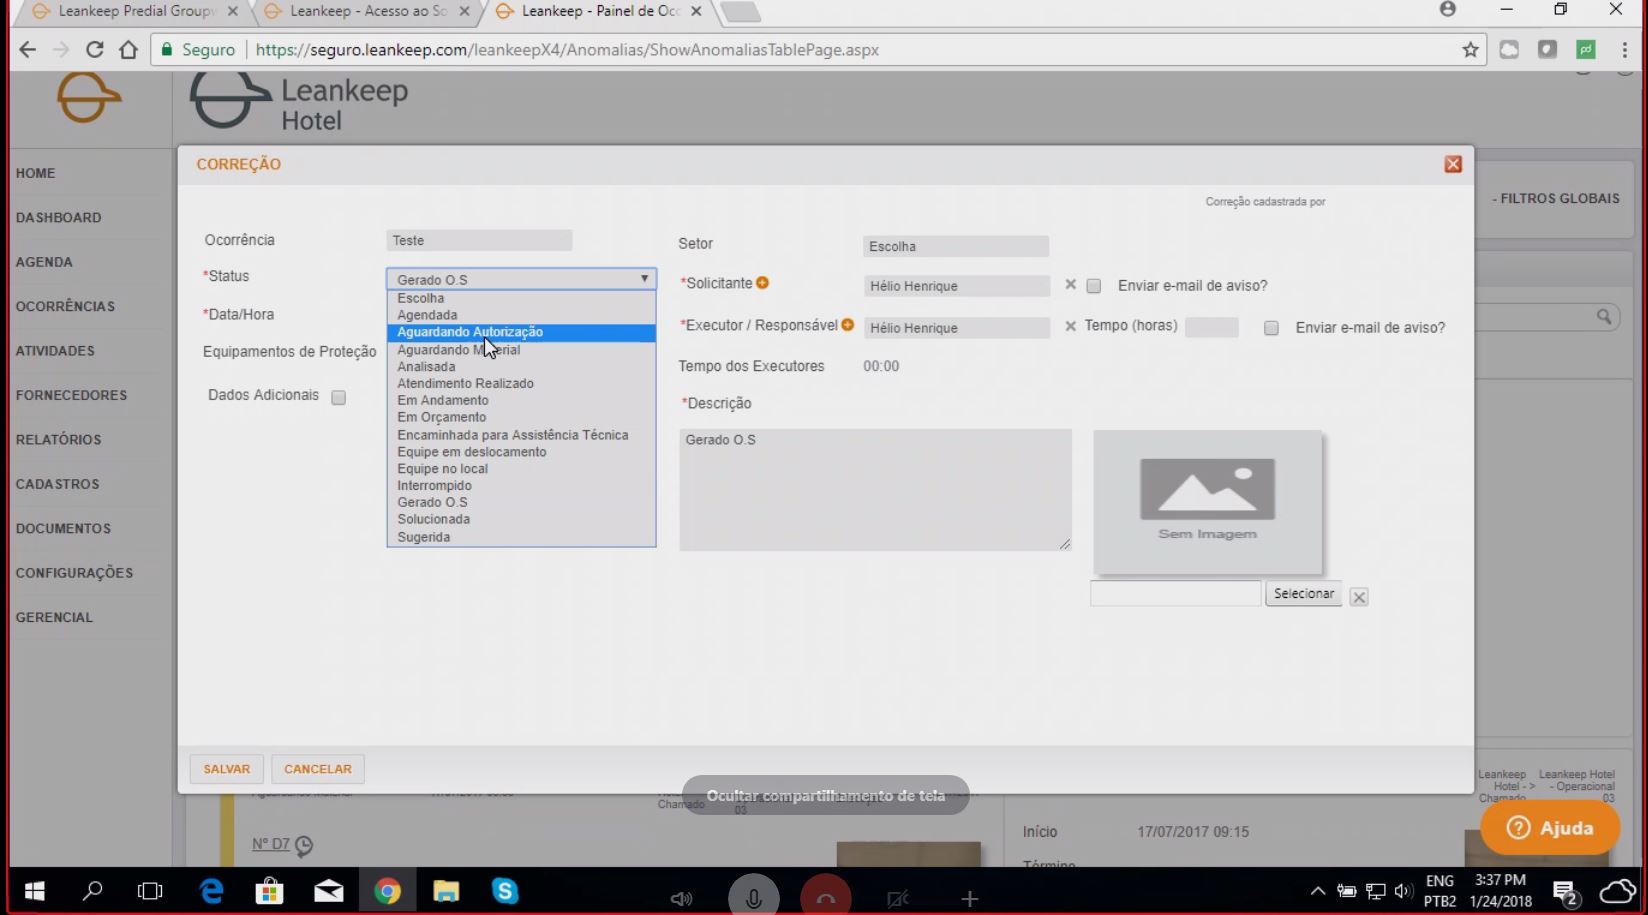 Leankeep Predial Groupw
Leankeep - Acesso ao So
Leankeep - Painel de Occ
Seguro
https://seguro.leankeep.com/leankeepX4/Anomalias/ShowAnomaliasTablePage.aspx
Leankeep
Hotel
HOME
DASHBOARD
AGENDA
OCORRÊNCIAS
ATIVIDADES
FORNECEDORES
RELATÓRIOS
CADASTROS
DOCUMENTOS
CONFIGURAÇÕES
GERENCIAL
- FILTROS GLOBAIS
CORREÇÃO
Correção cadastrada por
Ocorrência
Teste
*Status
Gerado O.S
Escolha
Agendada
Aguardando Autorização
Aguardando
Analisada
Atendimento Realizado
Em Andamento
Em Orçamento
Encaminhada para Assistência Técnica
Equipe em deslocamento
Equipe no local
Interrompido
Gerado O.S
Solucionada
Sugerida
*Data/Hora
Equipamentos de Proteção
Dados Adicionais
Setor
Escolha
*Solicitante
Hélio Henrique
Enviar e-mail de aviso?
*Executor / Responsável
Hélio Henrique
Tempo (horas)
Enviar e-mail de aviso?
Tempo dos Executores
00:00
*Descrição
Gerado O.S
Sem Imagem
Selecionar
SALVAR
CANCELAR
Ocultar compartilhamento de tela
Chamado
03
Leankeep
Hotel - >
Chamado
Leankeep Hotel
- Operacional
03
Nº D7
Início
17/07/2017 09:15
Término
Ajuda
ENG
PTB2
3:37 PM
1/24/2018
2